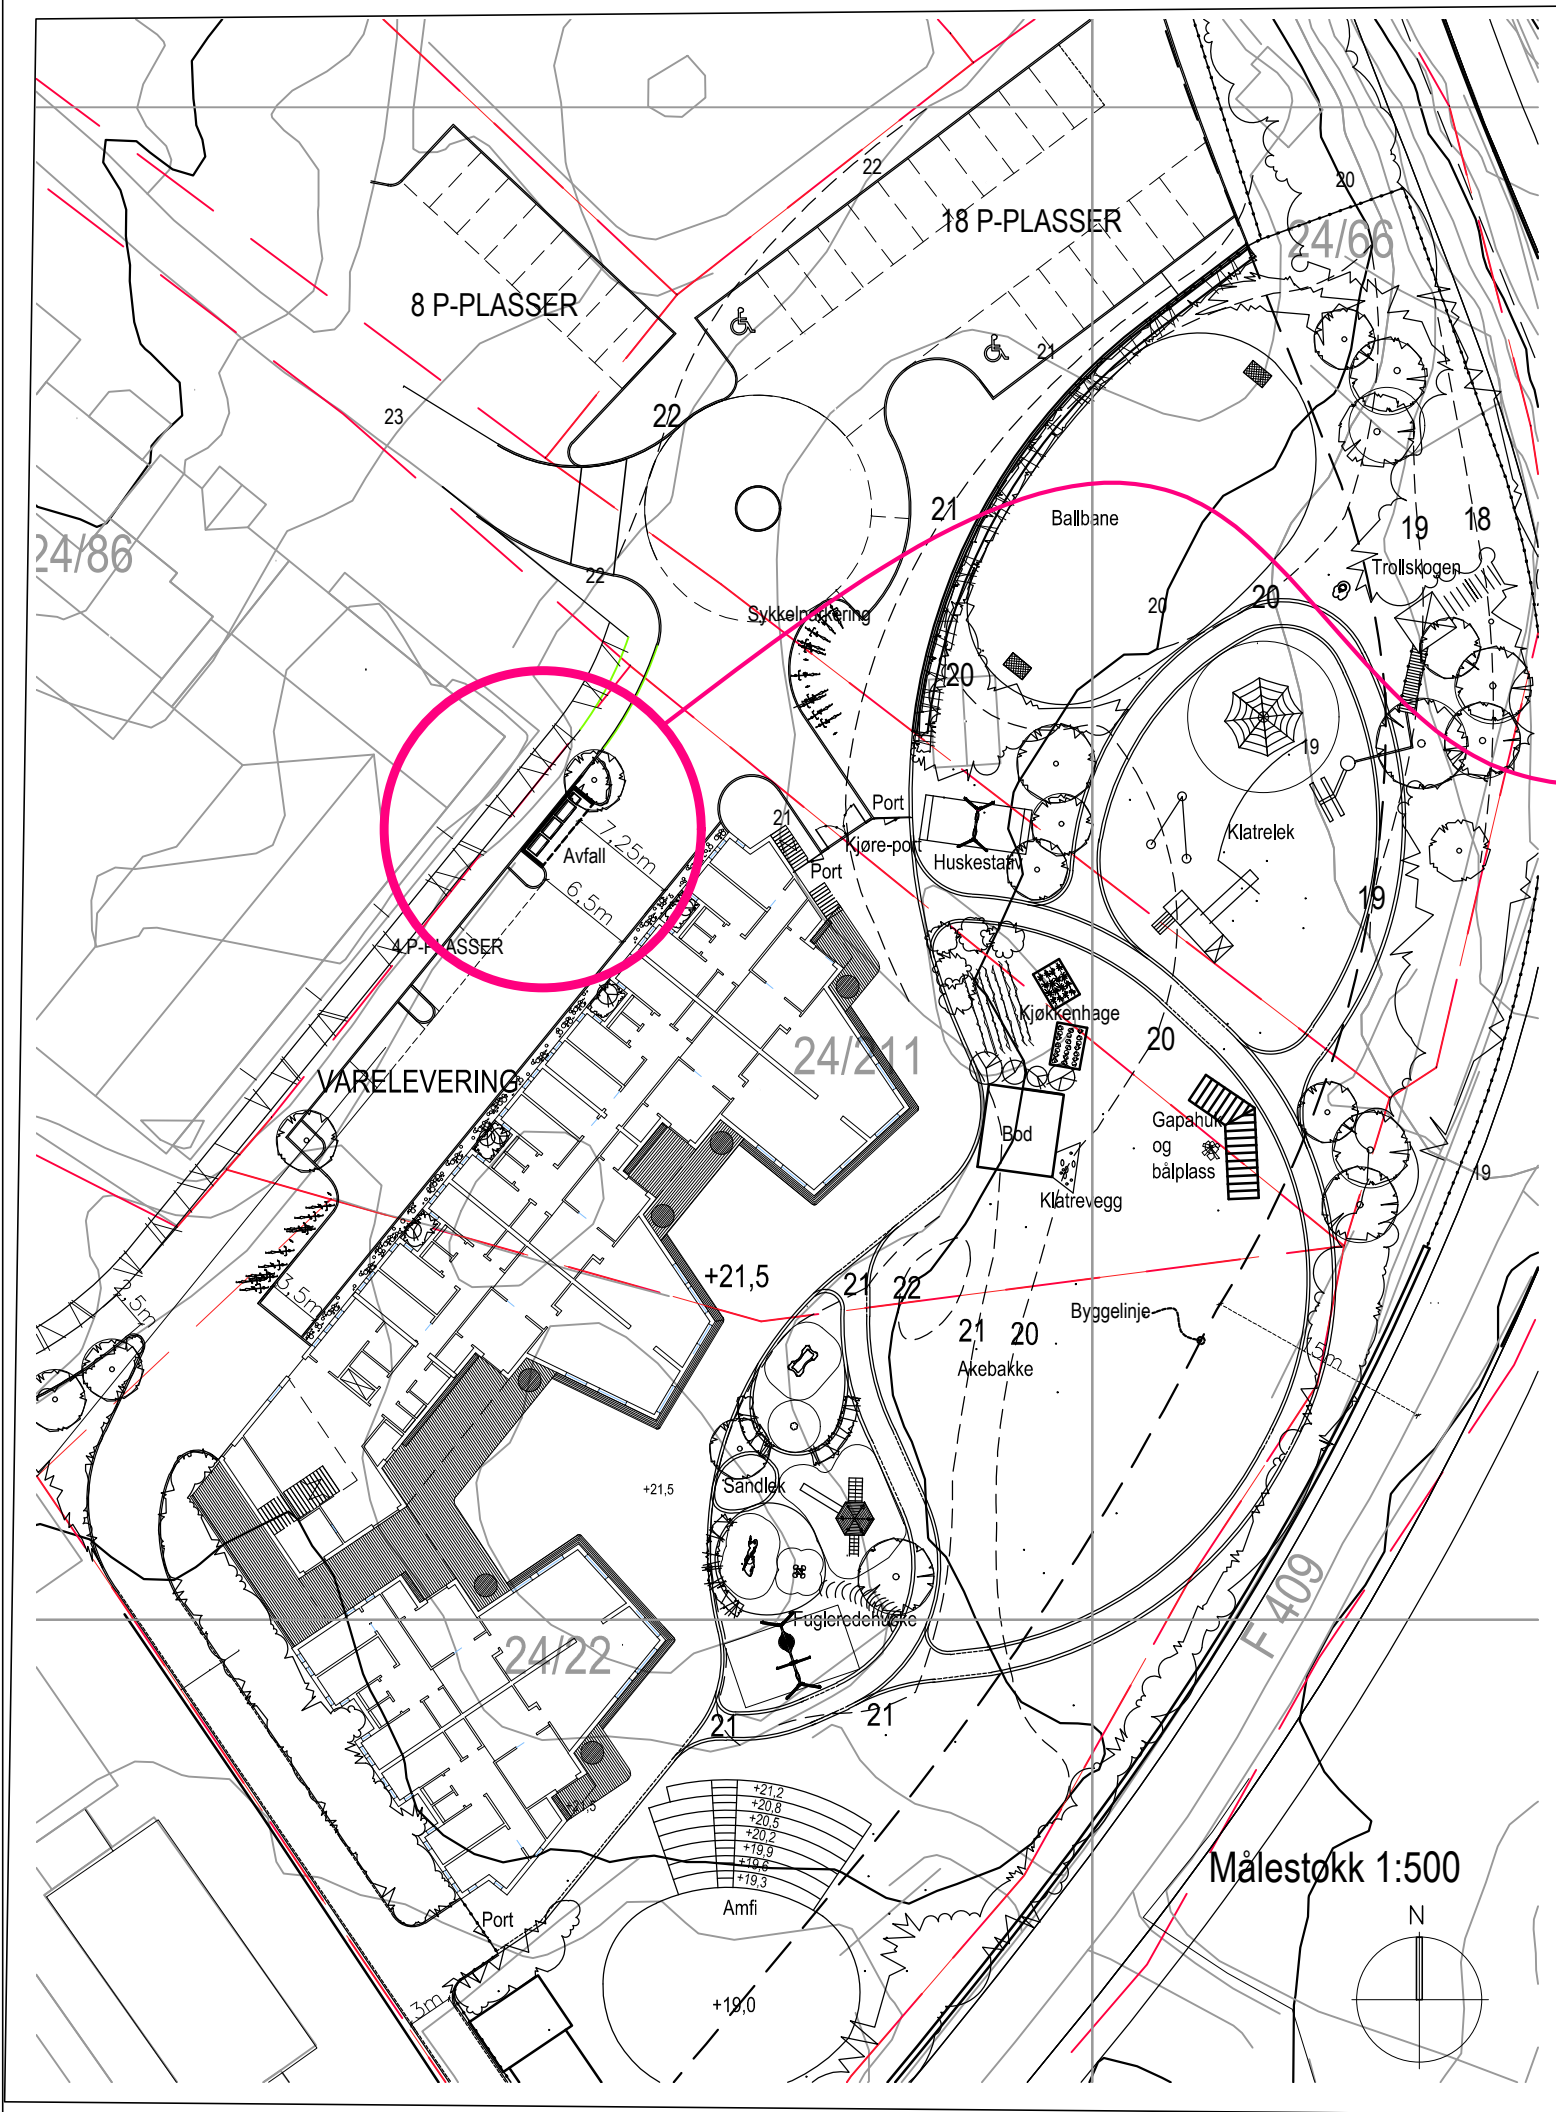 22
20
18 P-PLASSER
24/66
8 P-PLASSER
21
23
22
21
Ballbane
19
18
24/86
Trollskogen
22
20
20
Sykkelparkering
20
19
Port
21
Klatrelek
Kjøre-port
7.25m
Avfall
Huskestativ
Port
6.5m
19
4 P-PLASSER
Kjøkkenhage
20
24/211
VARELEVERING
Gapahuk
og
bålplass
Bod
19
Klatrevegg
+21,5
21
22
2.5m
3.5m
Byggelinje
21
20
15m
Akebakke
Sandlek
+21,5
F 409
Fugleredehuske
24/22
21
21
+21,2
+20,8
+20,5
+20,2
+19,9
+19,6
+19,3
Målestokk 1:500
Amfi
Port
N
3m
+19,0